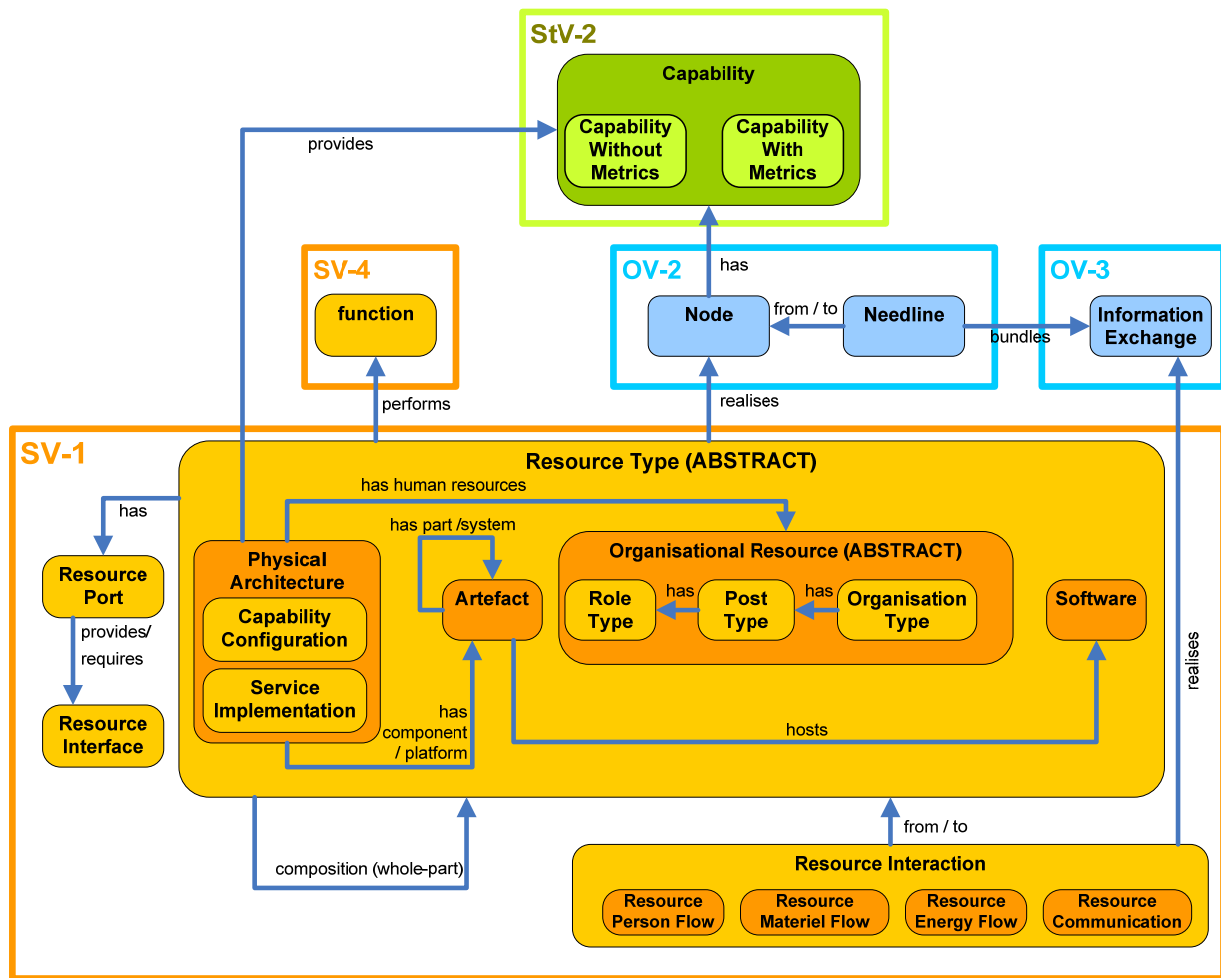 StV-2
Capability
Capability
Without
Metrics
Capability
With
Metrics
provides
SV-4
function
performs
OV-2
has
Node
from / to
Needline
realises
OV-3
bundles
Information
Exchange
SV-1
Resource Type (ABSTRACT)
has
has human resources
has part /system
Resource
Port
provides/
requires
Resource
Interface
Physical
Architecture
Capability
Configuration
Service
Implementation
Artefact
has
component
/ platform
Organisational Resource (ABSTRACT)
Role
Type
has
Post
Type
has
Organisation
Type
Software
hosts
realises
composition (whole-part)
from / to
Resource Interaction
Resource
Person Flow
Resource
Materiel Flow
Resource
Energy Flow
Resource
Communication